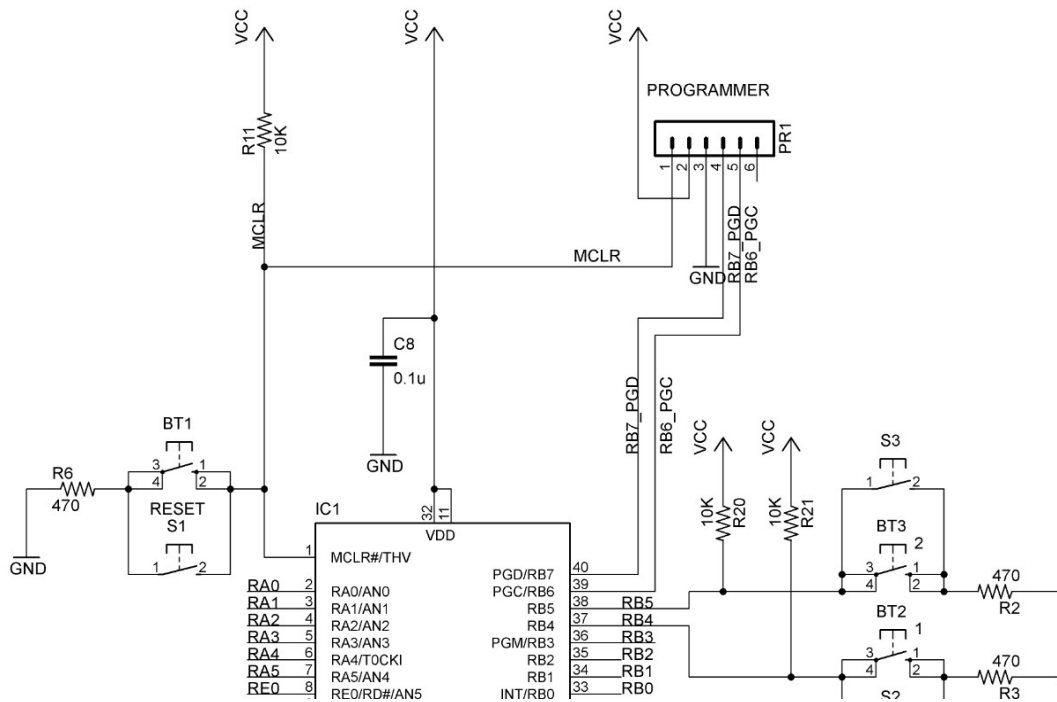 VCC
VCC
VCC
PROGRAMMER
PR1
1
2
3
4
5
6
R11
10K
MCLR
MCLR
GND
RB7_PGD
RB6_PGC
C8
0.1u
GND
RB7_PGD
RB6_PGC
VCC
VCC
10K
R20
10K
R21
BT1
3
1
4
2
RESET
S1
1
2
R6
470
GND
S3
1
2
BT3
2
3
1
4
2
470
R2
BT2
1
3
1
4
2
470
R3
S2
IC1
32
11
VDD
1
MCLR#/THV
RA0
2
RA0/AN0
RA1
3
RA1/AN1
RA2
4
RA2/AN2
RA3
5
RA3/AN3
RA4
6
RA4/T0CKI
RA5
7
RA5/AN4
RE0
8
RE0/RD#/AN5
PGD/RB7
40
PGC/RB6
39
RB5
38
RB5
RB4
37
RB4
PGM/RB3
36
RB3
RB2
35
RB2
RB1
34
RB1
INT/RB0
33
RB0